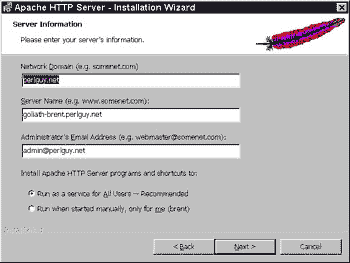 Apache HTTP Server - Installation Wizard
Server Information
Please enter your server's information.
Network Domain (e.g. somenet.com)
perlguy.net
Server Name (e.g. www.somenet.com):
goliath-brent.perlguy.net
Administrator's Email Address (e.g. webmaster@somenet.com):
admin@perlguy.net
Install Apache HTTP Server programs and shortcuts to:
Run as a service for All Users -- Recommended
Run when started manually, only for me (brent)
< Back
Next >
Cancel